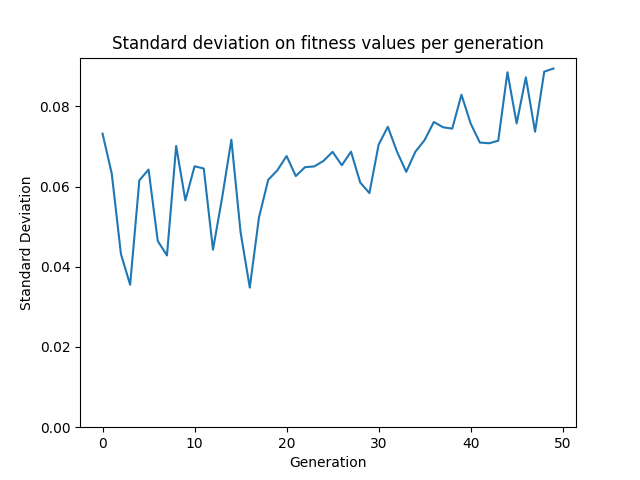 Standard deviation on fitness values per generation
0.08
0.06
0.04
0.02
0.00
Standard Deviation
0 10 20 30 40 50
Generation